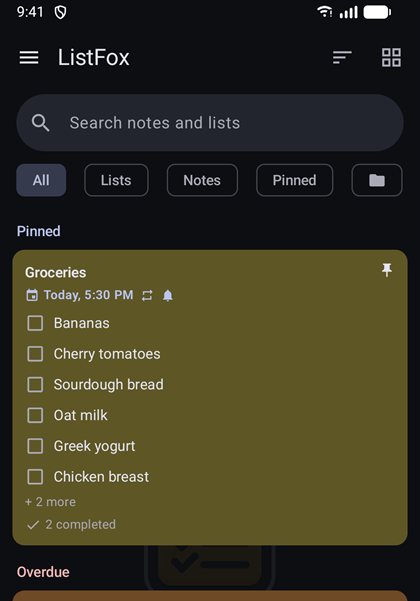 9:41
ListFox
Search notes and lists
All
Lists
Notes
Pinned
Pinned
Groceries
Today, 5:30 PM
Bananas
Cherry tomatoes
Sourdough bread
Oat milk
Greek yogurt
Chicken breast
+ 2 more
2 completed
Overdue